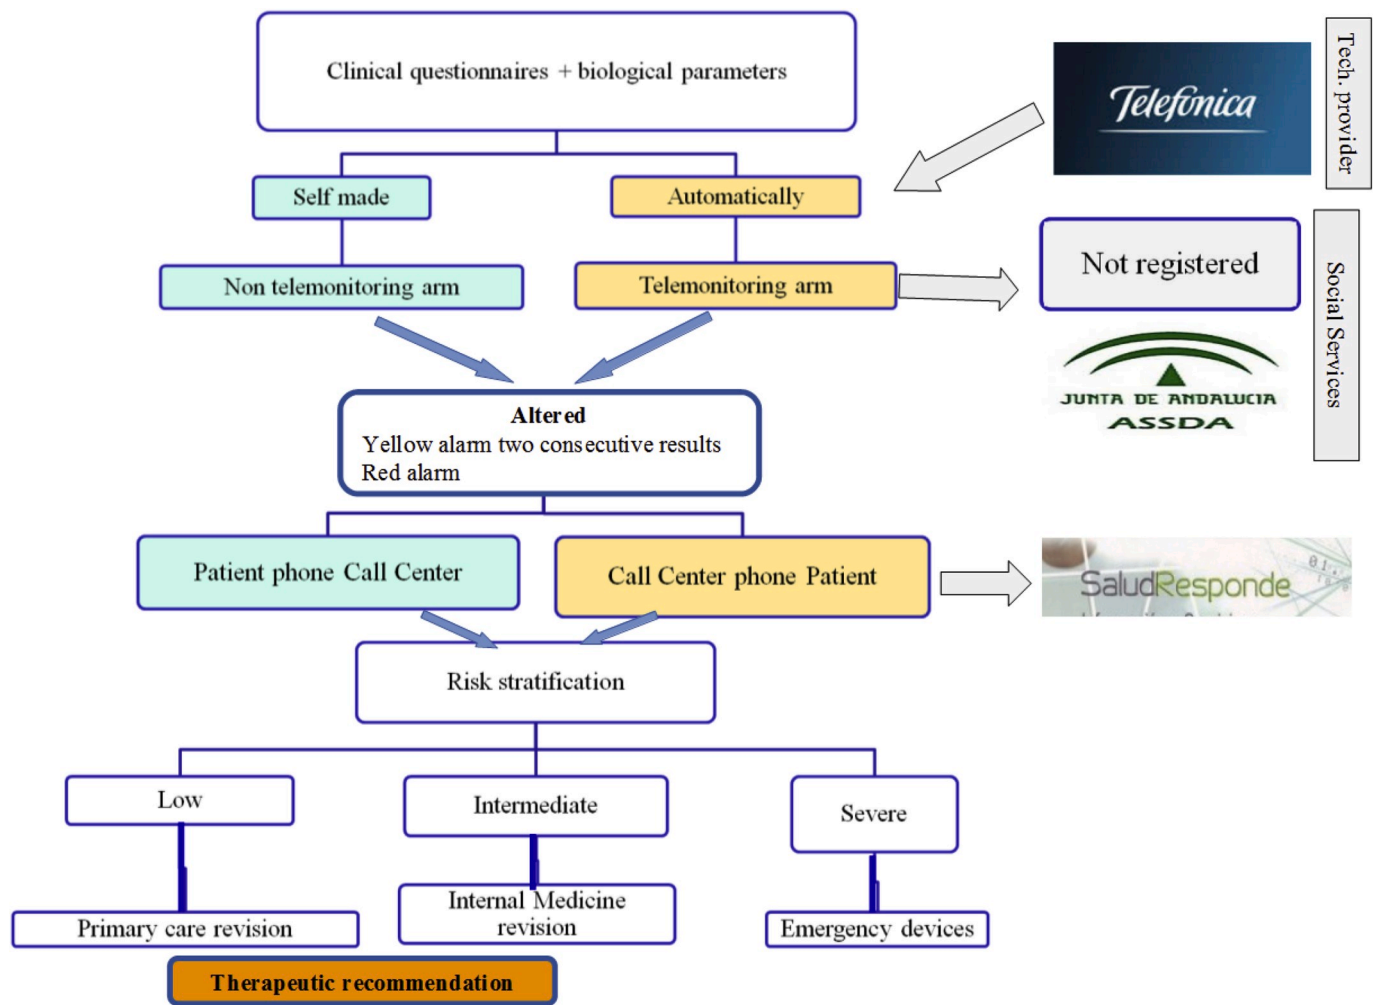 Clinical questionnaires + biological parameters
Telefónica
Tech. provider
Self made
Automatically
Non telemonitoring arm
Telemonitoring arm
Not registered
Social Services
JUNTA DE ANDALUCIA
ASSDA
Altered
Yellow alarm two consecutive results
Red alarm
Patient phone Call Center
Call Center phone Patient
SaludResponde
Risk stratification
Low
Intermediate
Severe
Primary care revision
Internal Medicine
revision
Emergency devices
Therapeutic recommendation